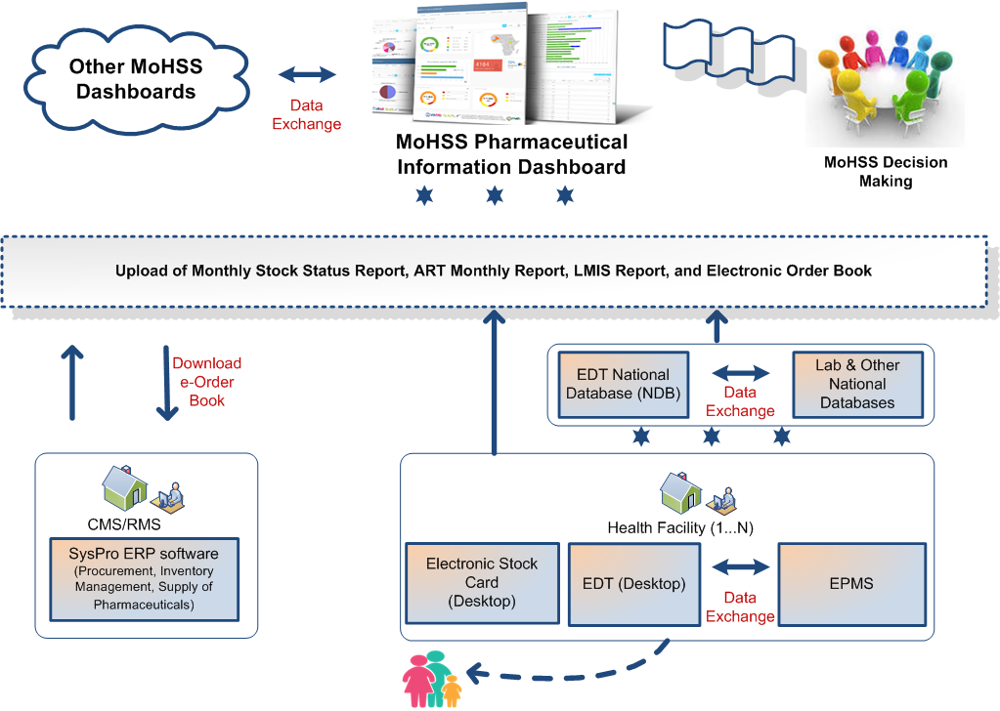 Other MoHSS
Dashboards
Data
Exchange
4164
MoHSS Pharmaceutical
Information Dashboard
MoHSS Decision
Making
Upload of Monthly Stock Status Report, ART Monthly Report, LMIS Report, and Electronic Order Book
Download
e-Order
Book
EDT National
Database (NDB)
Data
Exchange
Lab & Other
National
Databases
CMS/RMS
SysPro ERP software
(Procurement, Inventory
Management, Supply of
Pharmaceuticals)
Health Facility (1...N)
Electronic Stock
Card
(Desktop)
EDT (Desktop)
Data
Exchange
EPMS